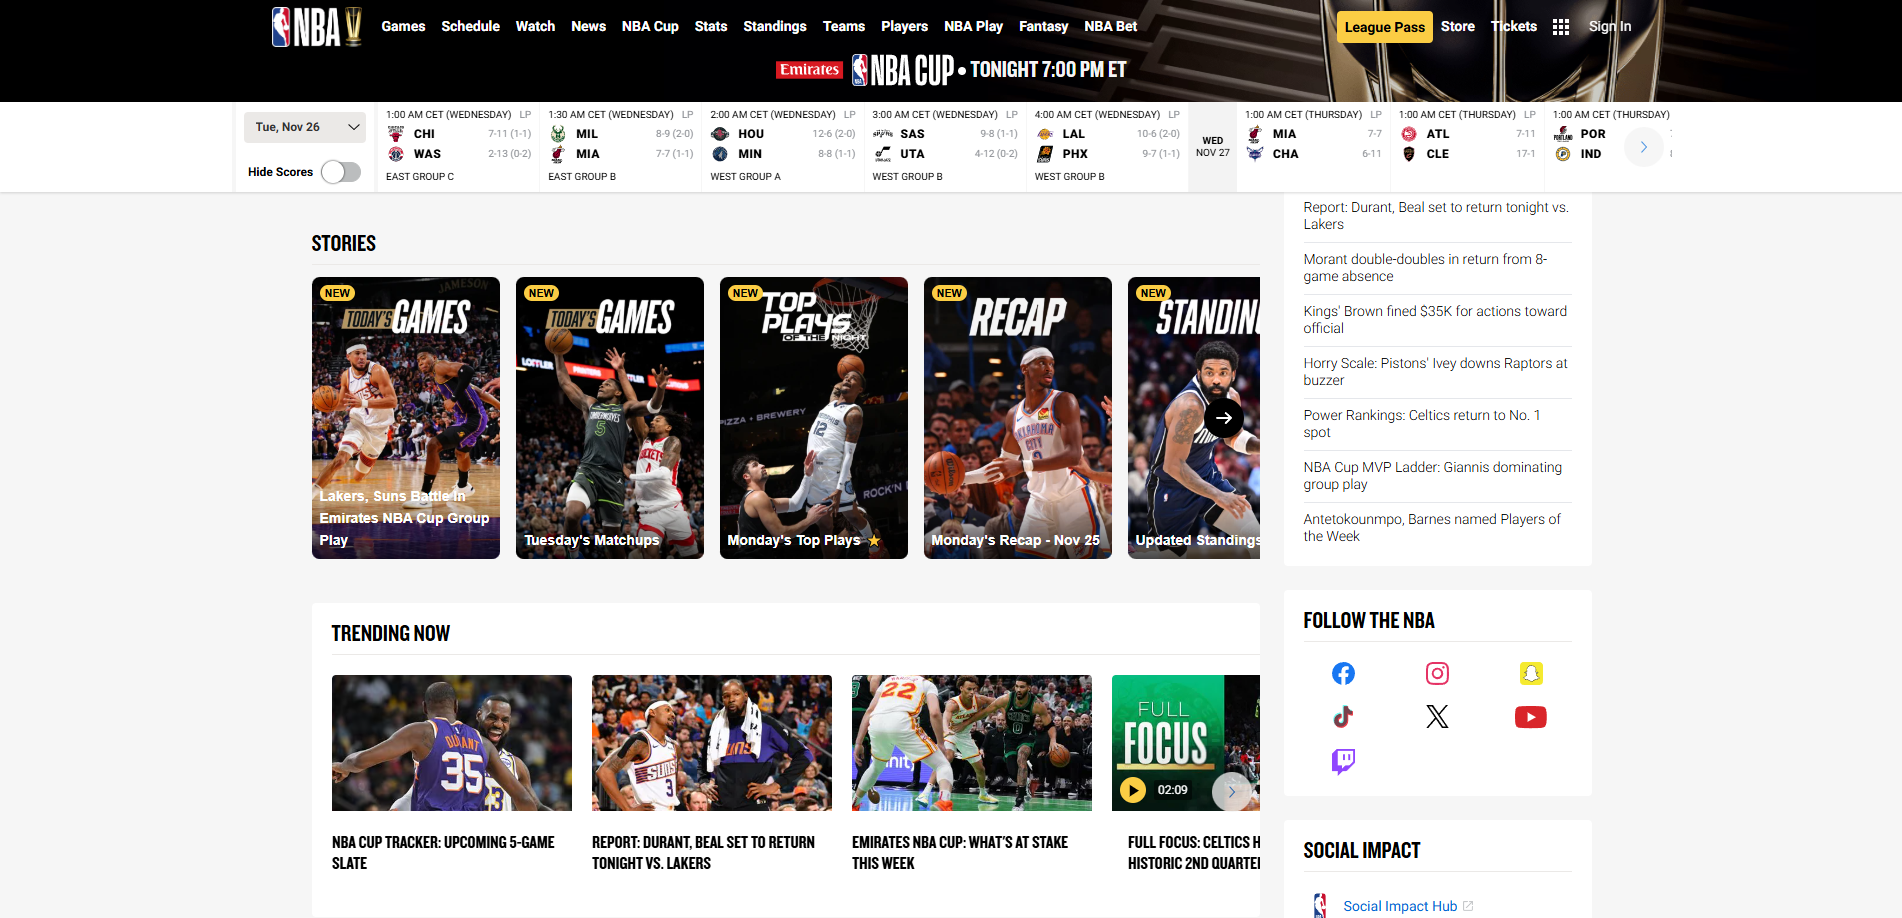 NBA
Games
Schedule
Watch
News
NBA Cup
Stats
Standings
Teams
Players
NBA Play
Fantasy
NBA Bet
League Pass
Store
Tickets
Sign In
Emirates NBA CUP • TONIGHT 7:00 PM ET
Tue, Nov 26
Hide Scores
1:00 AM CET (WEDNESDAY) LP
CHI 7-11 (1-1)
WAS 2-13 (0-2)
EAST GROUP C
1:30 AM CET (WEDNESDAY) LP
MIL 8-9 (2-0)
MIA 7-7 (1-1)
EAST GROUP B
2:00 AM CET (WEDNESDAY) LP
HOU 12-6 (2-0)
MIN 8-8 (1-1)
WEST GROUP A
3:00 AM CET (WEDNESDAY) LP
SAS 9-8 (1-1)
UTA 4-12 (0-2)
WEST GROUP B
4:00 AM CET (WEDNESDAY) LP
LAL 10-6 (2-0)
PHX 9-7 (1-1)
WEST GROUP B
WED
NOV 27
1:00 AM CET (THURSDAY) LP
MIA 7-7
CHA 6-11
1:00 AM CET (THURSDAY) LP
ATL 7-11
CLE 17-1
1:00 AM CET (THURSDAY)
POR
IND
STORIES
NEW
TODAY'S GAMES
Lakers, Suns Battle in
Emirates NBA Cup Group
Play
NEW
TODAY'S GAMES
Tuesday's Matchups
NEW
TOP
PLAYS
OF THE NIGHT
Monday's Top Plays
NEW
RECAP
Monday's Recap - Nov 25
NEW
STANDIN
Updated Standings
Report: Durant, Beal set to return tonight vs.
Lakers
Morant double-doubles in return from 8-
game absence
Kings' Brown fined $35K for actions toward
official
Horry Scale: Pistons' Ivey downs Raptors at
buzzer
Power Rankings: Celtics return to No. 1
spot
NBA Cup MVP Ladder: Giannis dominating
group play
Antetokounmpo, Barnes named Players of
the Week
TRENDING NOW
DURANT
35
NBA CUP TRACKER: UPCOMING 5-GAME
SLATE
SUNS
3
REPORT: DURANT, BEAL SET TO RETURN
TONIGHT VS. LAKERS
22
EMIRATES NBA CUP: WHAT'S AT STAKE
THIS WEEK
FULL
FOCUS
02:09
FULL FOCUS: CELTICS H
HISTORIC 2ND QUARTE
FOLLOW THE NBA
SOCIAL IMPACT
Social Impact Hub